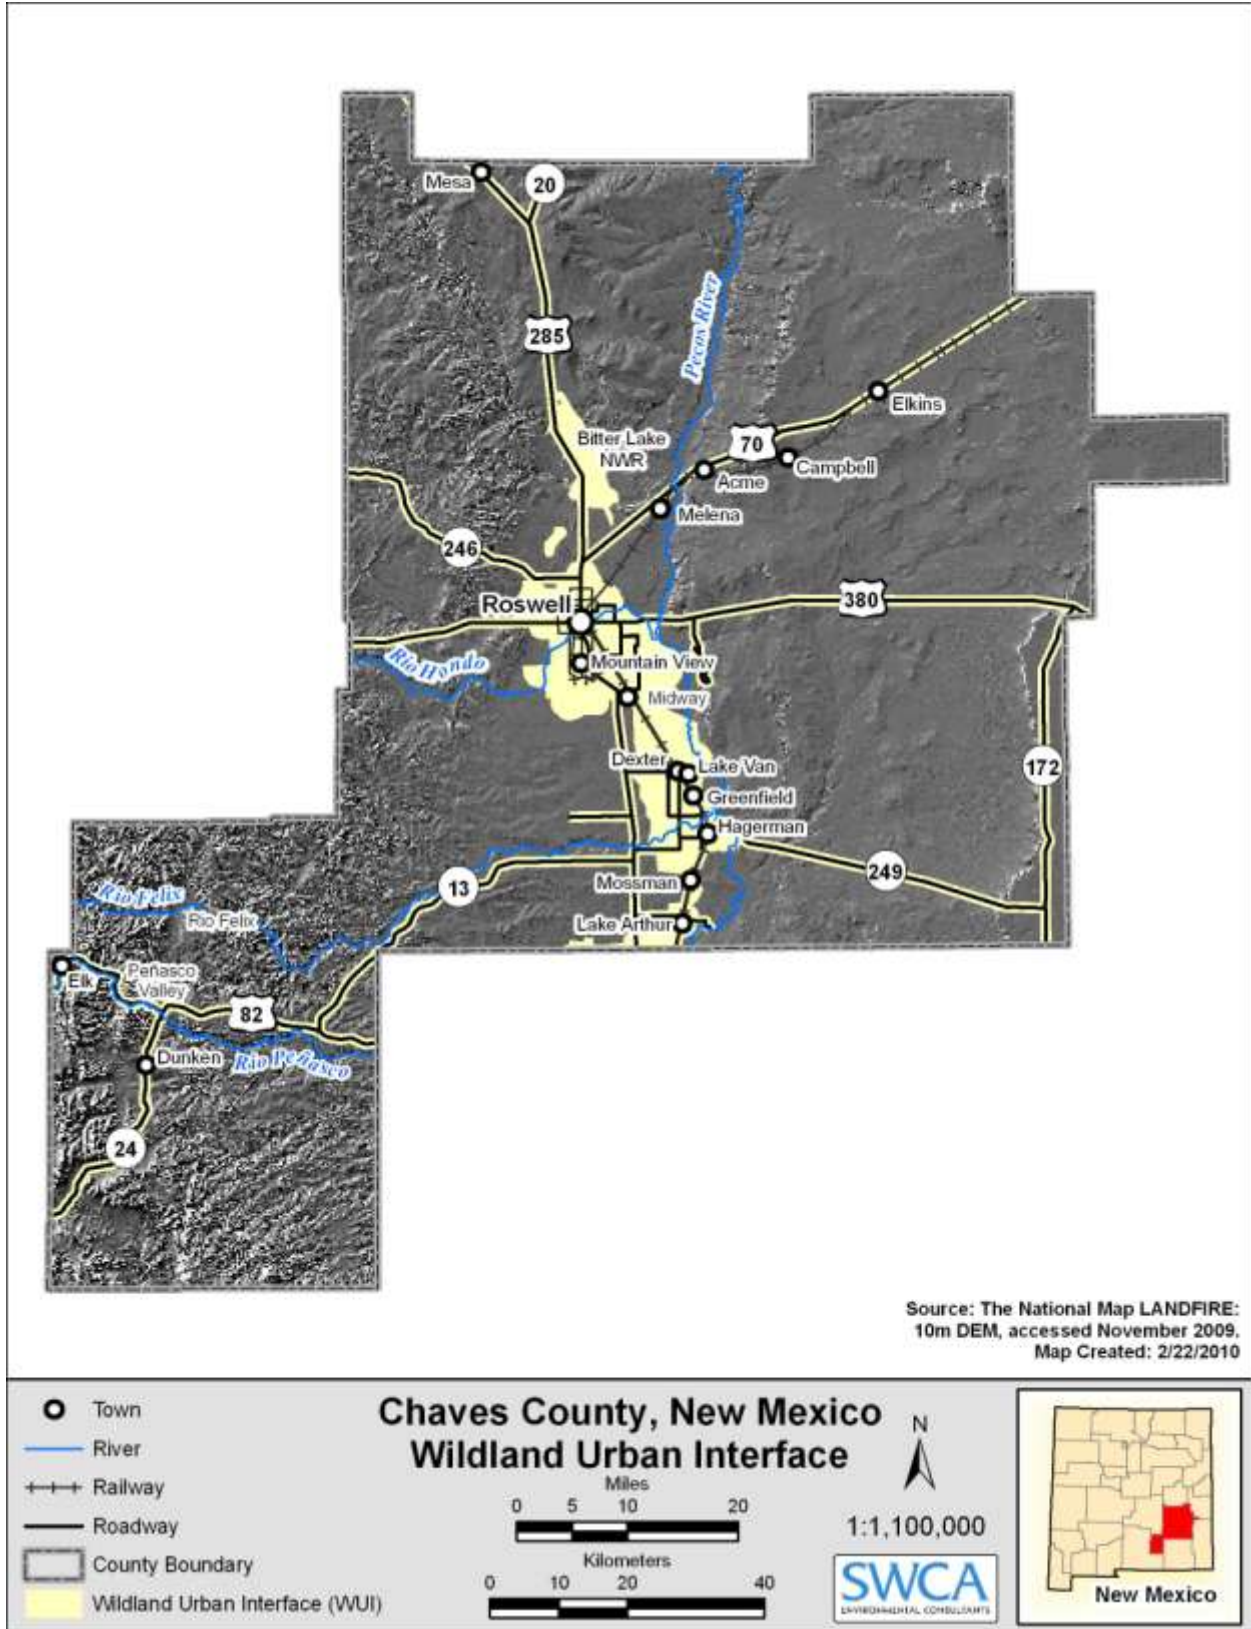 Mesa
20
285
Pecos River
Elkins
Bitter Lake
NWR
70
Campbell
Acme
Melena
246
Roswell
380
Rio Hondo
Mountain View
Midway
Dexter
Lake Van
172
Greenfield
Hagerman
249
13
Mossman
Rio Felix
Rio Felix
Lake Arthur
Elk
Peñasco
Valley
82
Dunken
Rio Peñasco
24
Source: The National Map LANDFIRE:
10m DEM, accessed November 2009.
Map Created: 2/22/2010
Town
River
Railway
Roadway
County Boundary
Wildland Urban Interface (WUI)
Chaves County, New Mexico
Wildland Urban Interface
Miles
0 5 10 20
Kilometers
0 10 20 40
N
1:1,100,000
SWCA
ENVIRONMENTAL CONSULTANTS
New Mexico